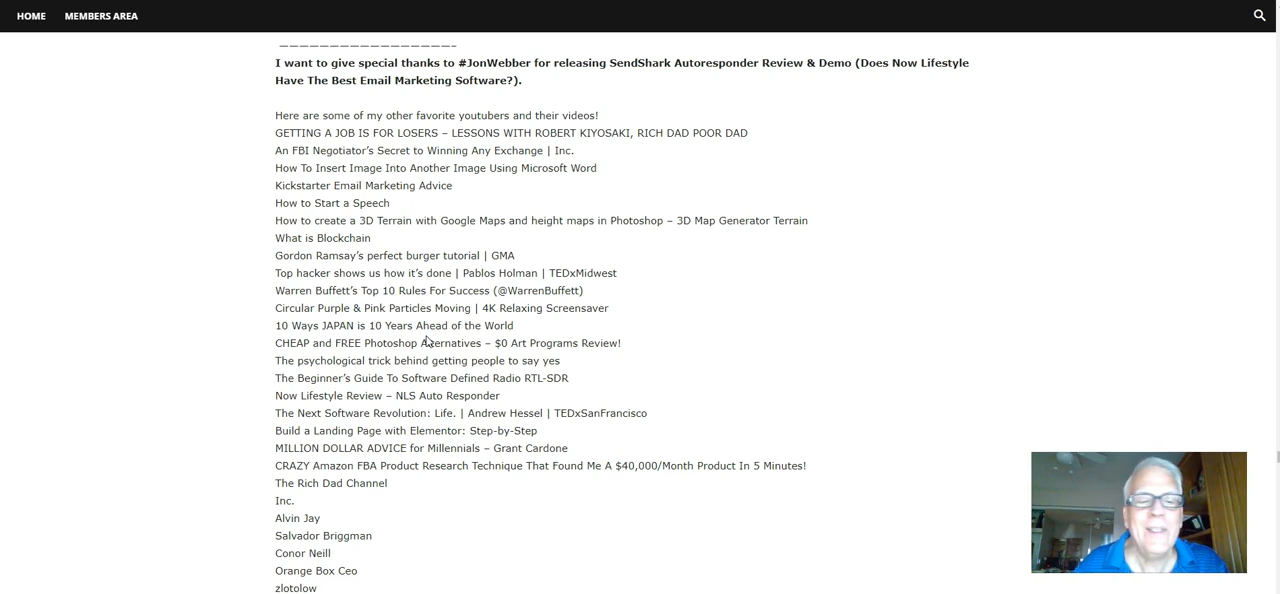 HOME MEMBERS AREA
——————————————————–
I want to give special thanks to #JonWebber for releasing SendShark Autoresponder Review & Demo (Does Now Lifestyle
Have The Best Email Marketing Software?).
Here are some of my other favorite youtubers and their videos!
GETTING A JOB IS FOR LOSERS – LESSONS WITH ROBERT KIYOSAKI, RICH DAD POOR DAD
An FBI Negotiator’s Secret to Winning Any Exchange | Inc.
How To Insert Image Into Another Image Using Microsoft Word
Kickstarter Email Marketing Advice
How to Start a Speech
How to create a 3D Terrain with Google Maps and height maps in Photoshop – 3D Map Generator Terrain
What is Blockchain
Gordon Ramsay’s perfect burger tutorial | GMA
Top hacker shows us how it’s done | Pablos Holman | TEDxMidwest
Warren Buffett’s Top 10 Rules For Success (@WarrenBuffett)
Circular Purple & Pink Particles Moving | 4K Relaxing Screensaver
10 Ways JAPAN is 10 Years Ahead of the World
CHEAP and FREE Photoshop Alternatives – $0 Art Programs Review!
The psychological trick behind getting people to say yes
The Beginner’s Guide To Software Defined Radio RTL-SDR
Now Lifestyle Review – NLS Auto Responder
The Next Software Revolution: Life. | Andrew Hessel | TEDxSanFrancisco
Build a Landing Page with Elementor: Step-by-Step
MILLION DOLLAR ADVICE for Millennials – Grant Cardone
CRAZY Amazon FBA Product Research Technique That Found Me A $40,000/Month Product In 5 Minutes!
The Rich Dad Channel
Inc.
Alvin Jay
Salvador Briggman
Conor Neill
Orange Box Ceo
zlotolow